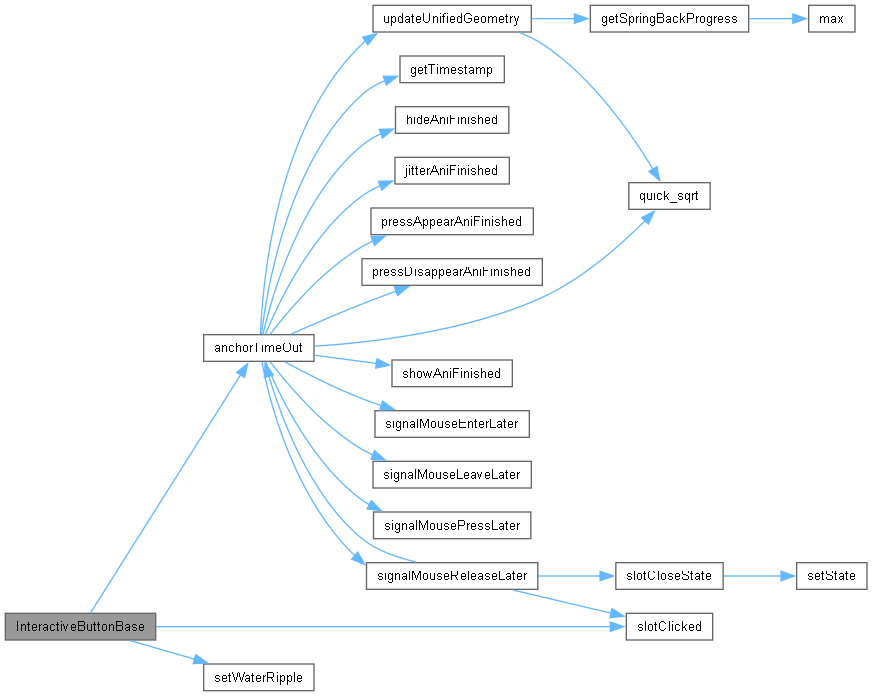 updateUnifiedGeometry
getSpringBackProgress
max
getTimestamp
hideAniFinished
jitterAniFinished
quick_sqrt
pressAppearAniFinished
pressDisappearAniFinished
anchorTimeOut
showAniFinished
signalMouseEnterLater
signalMouseLeaveLater
signalMousePressLater
signalMouseReleaseLater
slotCloseState
setState
InteractiveButtonBase
slotClicked
setWaterRipple